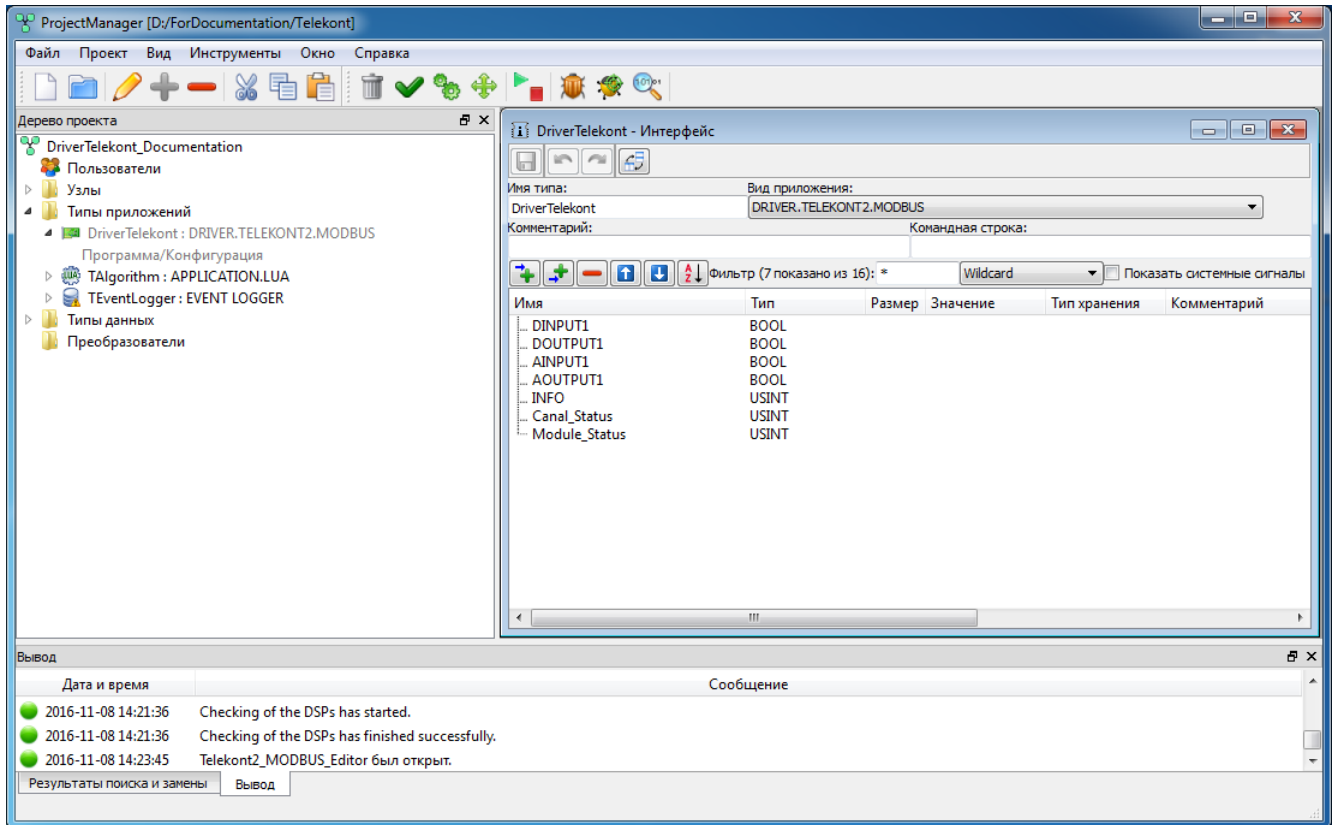 ProjectManager [D:/ForDocumentation/Telekont]
Файл Проект Вид Инструменты Окно Справка
Дерево проекта
DriverTelekont_Documentation
Пользователи
Узлы
Типы приложений
DriverTelekont : DRIVER.TELEKONT2.MODBUS
Программа/Конфигурация
TAlgorithm : APPLICATION.LUA
TEventLogger : EVENT LOGGER
Типы данных
Преобразователи
DriverTelekont - Интерфейс
Имя типа: Вид приложения:
DriverTelekont DRIVER.TELEKONT2.MODBUS
Комментарий: Командная строка:
Фильтр (7 показано из 16): * Wildcard Показать системные сигналы
Имя Тип Размер Значение Тип хранения Комментарий
DINPUT1 BOOL
DOUTPUT1 BOOL
AINPUT1 BOOL
AOUTPUT1 BOOL
INFO USINT
Canal_Status USINT
Module_Status USINT
Вывод
Дата и время Сообщение
2016-11-08 14:21:36 Checking of the DSPs has started.
2016-11-08 14:21:36 Checking of the DSPs has finished successfully.
2016-11-08 14:23:45 Telekont2_MODBUS_Editor был открыт.
Результаты поиска и замены Вывод